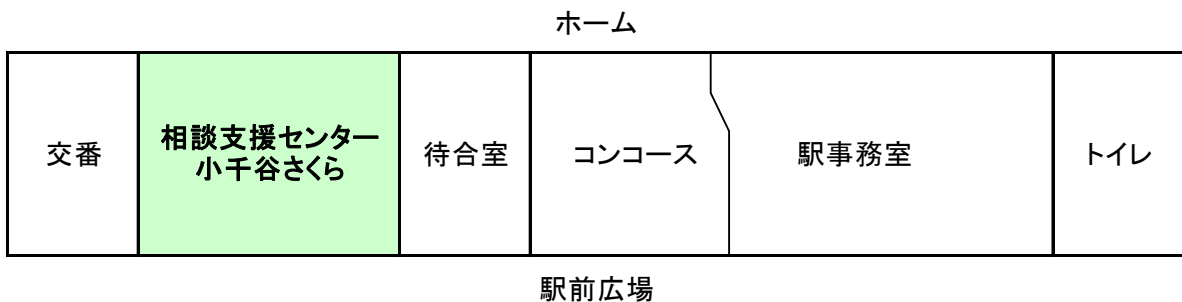 ホーム
交番
相談支援センター
小千谷さくら
待合室
コンコース
駅事務室
トイレ
駅前広場